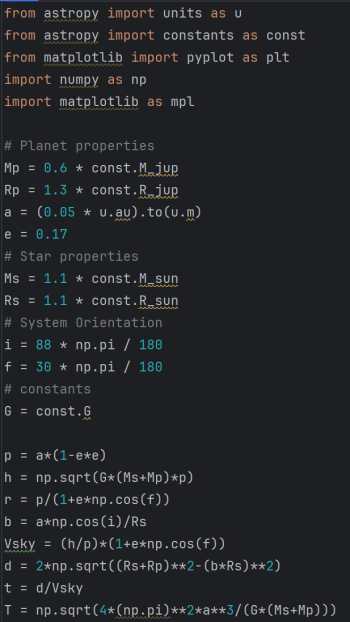 from astropy import units as u
from astropy import constants as const
from matplotlib import pyplot as plt
import numpy as np
import matplotlib as mpl
# Planet properties
Mp = 0.6 * const.M_jup
Rp = 1.3 * const.R_jup
a = (0.05 * u.au).to(u.m)
e = 0.17
# Star properties
Ms = 1.1 * const.M_sun
Rs = 1.1 * const.R_sun
# System Orientation
i = 88 * np.pi / 180
f = 30 * np.pi / 180
# constants
G = const.G
p = a*(1-e*e)
h = np.sqrt(G*(Ms+Mp)*p)
r = p/(1+e*np.cos(f))
b = a*np.cos(i)/Rs
Vsky = (h/p)*(1+e*np.cos(f))
d = 2*np.sqrt((Rs+Rp)**2-(b*Rs)**2)
t = d/Vsky
T = np.sqrt(4*(np.pi)**2*a**3/(G*(Ms+Mp)))